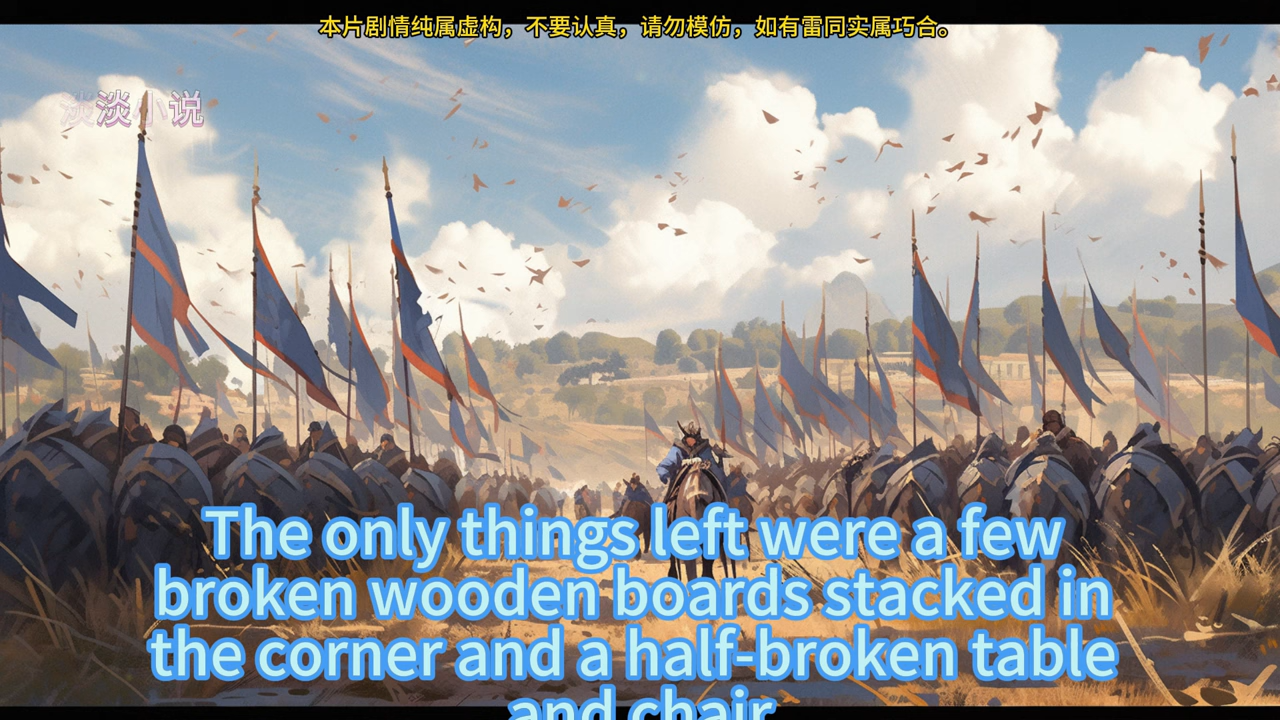 本片剧情纯属虚构，不要认真，请勿模仿，如有雷同实属巧合。
淡淡小说
The only things left were a few
broken wooden boards stacked in
the corner and a half-broken table
and chair